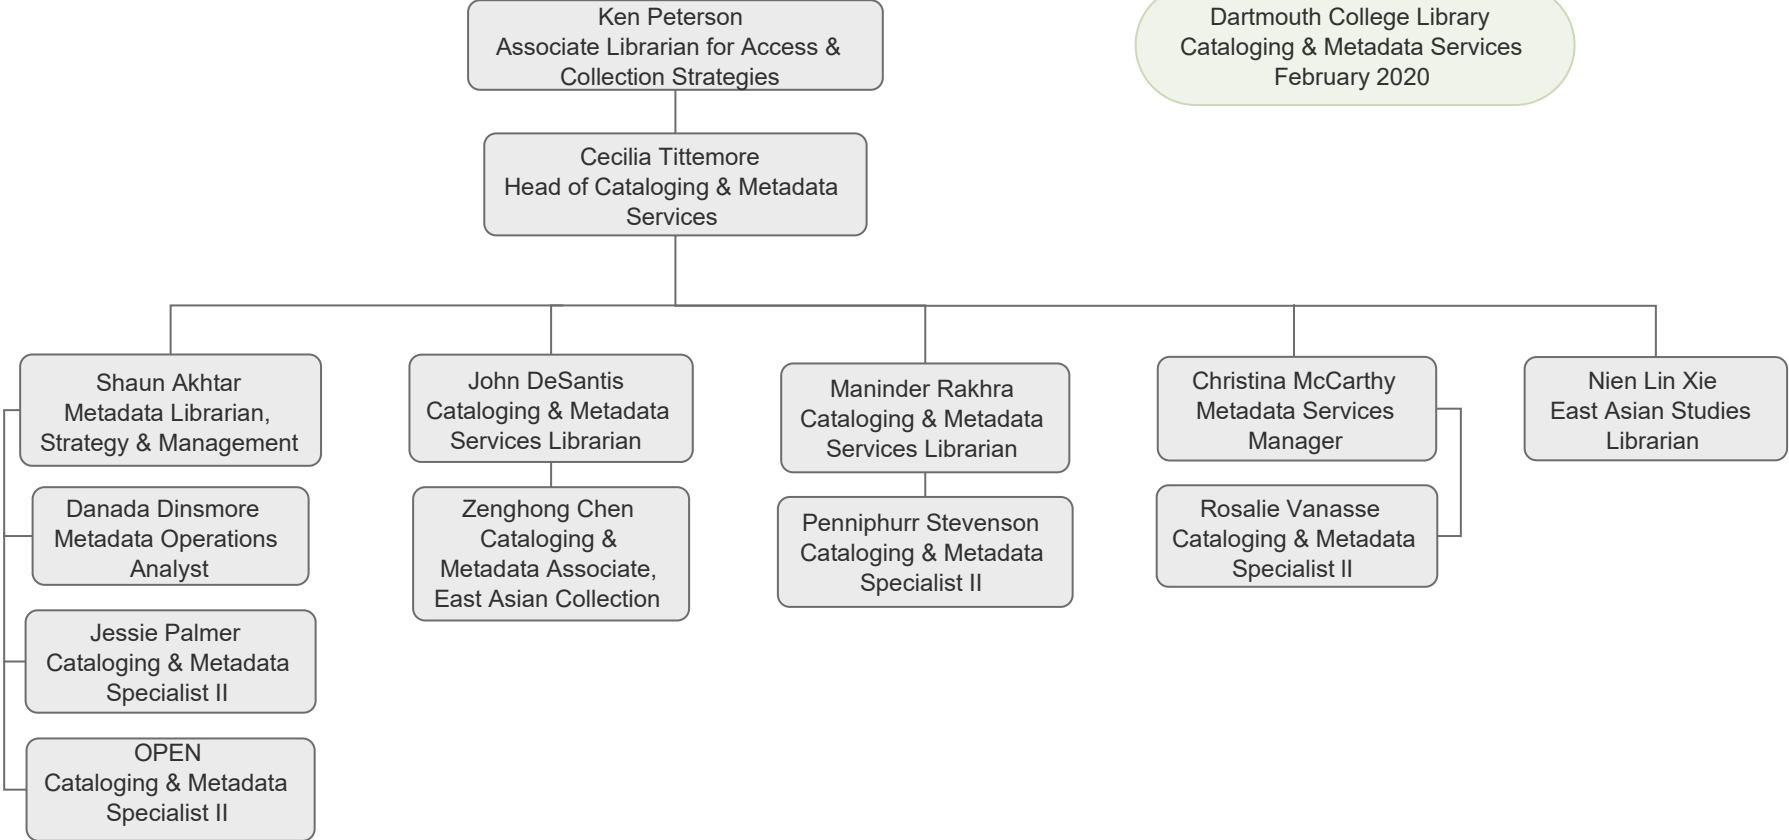 Ken Peterson
Associate Librarian for Access &
Collection Strategies
Dartmouth College Library
Cataloging & Metadata Services
February 2020
Cecilia Tittemore
Head of Cataloging & Metadata
Services
Shaun Akhtar
Metadata Librarian,
Strategy & Management
John DeSantis
Cataloging & Metadata
Services Librarian
Maninder Rakhra
Cataloging & Metadata
Services Librarian
Christina McCarthy
Metadata Services
Manager
Nien Lin Xie
East Asian Studies
Librarian
Danada Dinsmore
Metadata Operations
Analyst
Zenghong Chen
Cataloging &
Metadata Associate,
East Asian Collection
Penniphurr Stevenson
Cataloging & Metadata
Specialist II
Rosalie Vanasse
Cataloging & Metadata
Specialist II
Jessie Palmer
Cataloging & Metadata
Specialist II
OPEN
Cataloging & Metadata
Specialist II